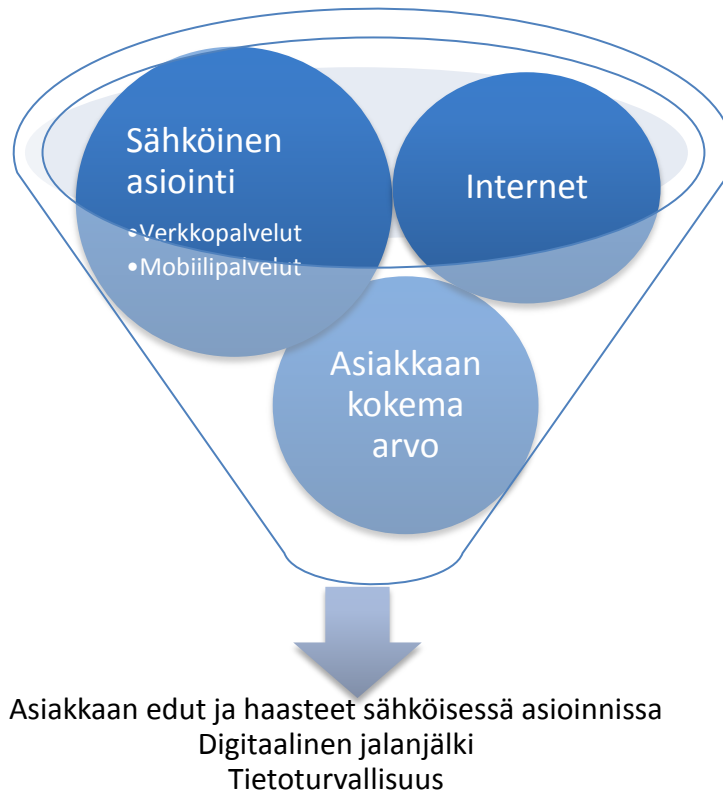 Sähköinen
asiointi
•Verkkopalvelut
•Mobiilipalvelut
Internet
Asiakkaan
kokema
arvo
Asiakkaan edut ja haasteet sähköisessä asioinnissa
Digitaalinen jalanjälki
Tietoturvallisuus